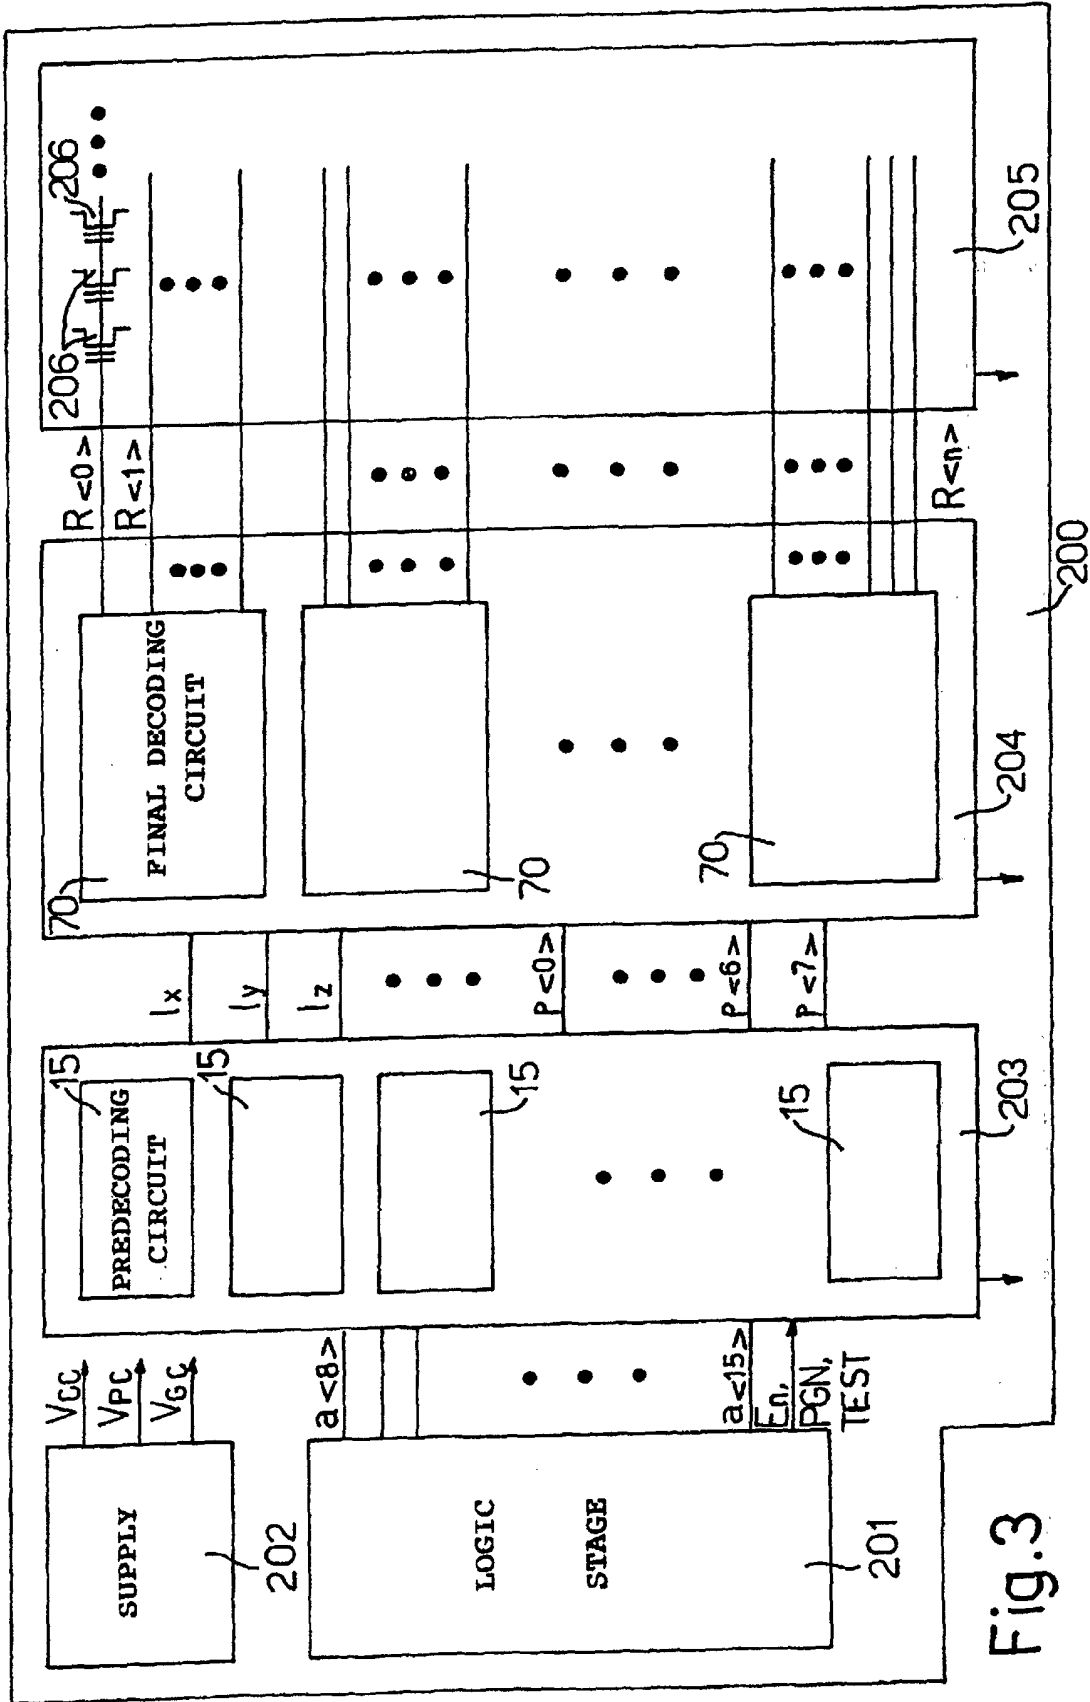 SUPPLY
202
VCC
VPC
VGC
LOGIC
STAGE
201
a<8>
a<15>
En,
PGN,
TEST
PREDECODING
CIRCUIT
15
15
15
15
203
lx
ly
lz
P<0>
P<6>
P<7>
70
FINAL DECODING
CIRCUIT
70
70
204
R<0>
R<1>
R<n>
206
206
205
200
Fig.3